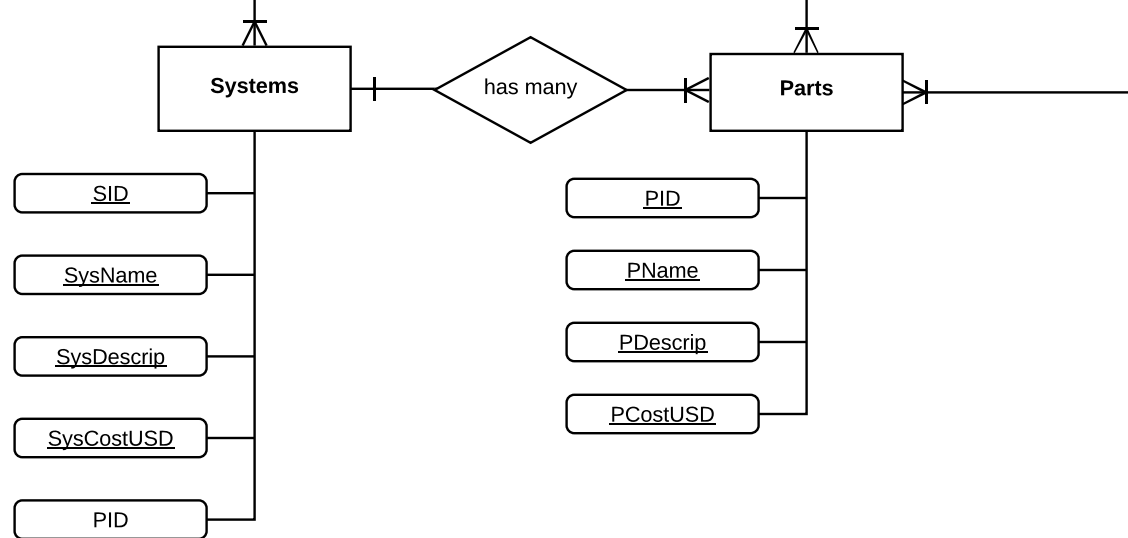 Systems
has many
Parts
SID
SysName
SysDescrip
SysCostUSD
PID
PID
PName
PDescrip
PCostUSD